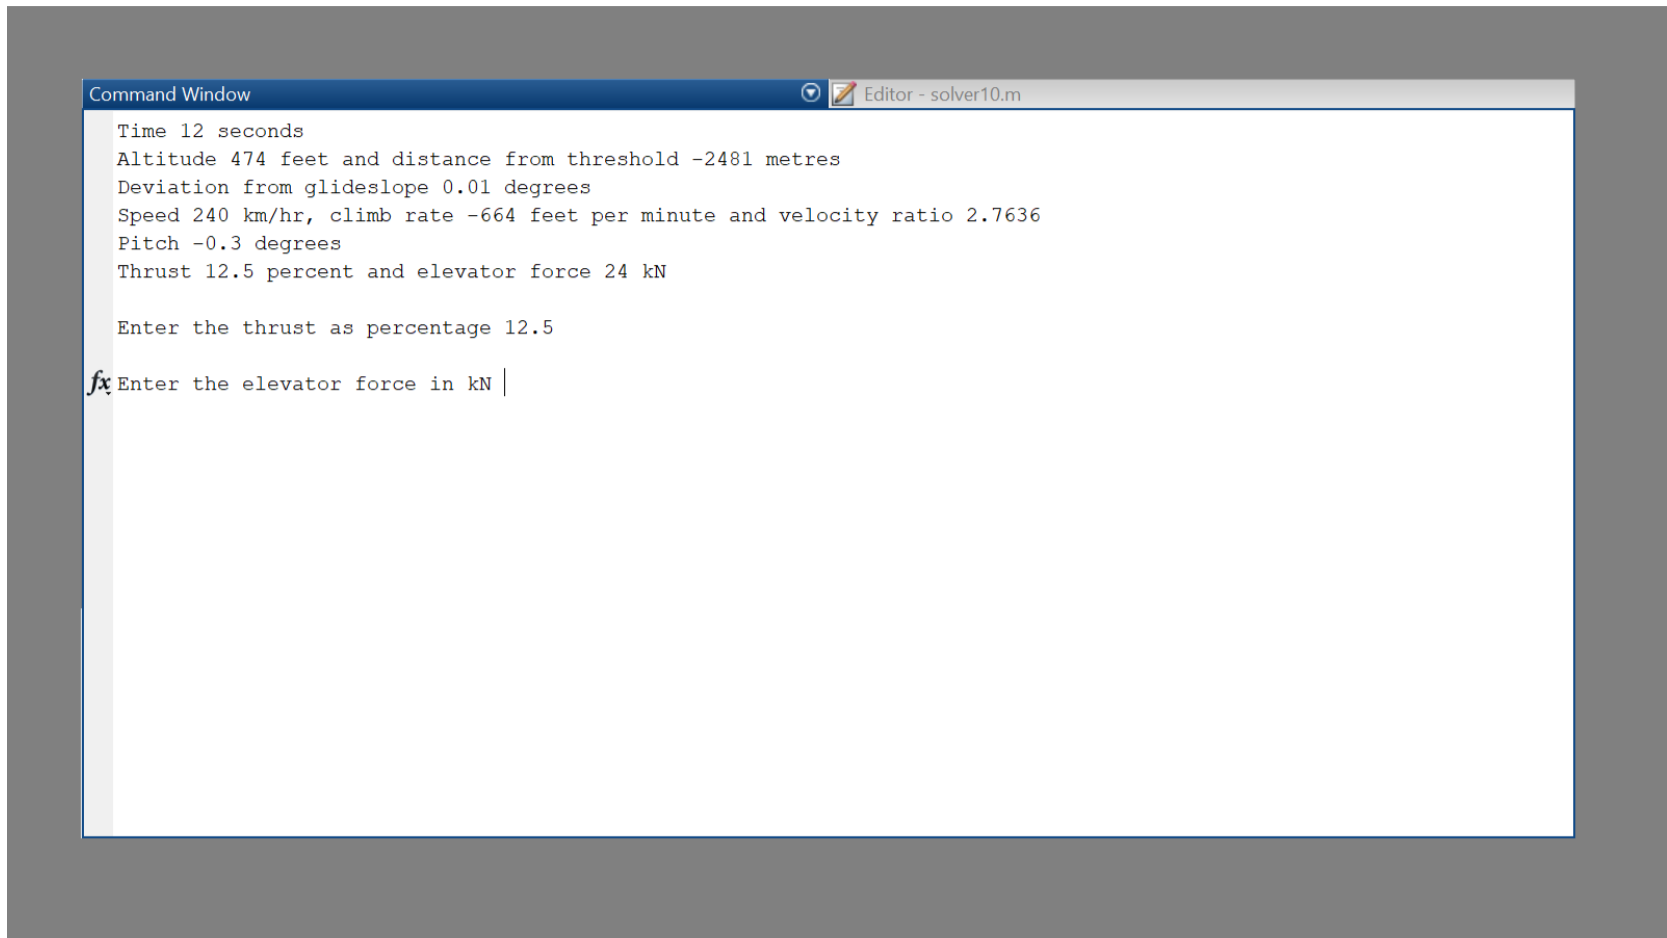 Command Window
Editor - solver10.m
Time 12 seconds
Altitude 474 feet and distance from threshold -2481 metres
Deviation from glideslope 0.01 degrees
Speed 240 km/hr, climb rate -664 feet per minute and velocity ratio 2.7636
Pitch -0.3 degrees
Thrust 12.5 percent and elevator force 24 kN
Enter the thrust as percentage 12.5
fx Enter the elevator force in kN